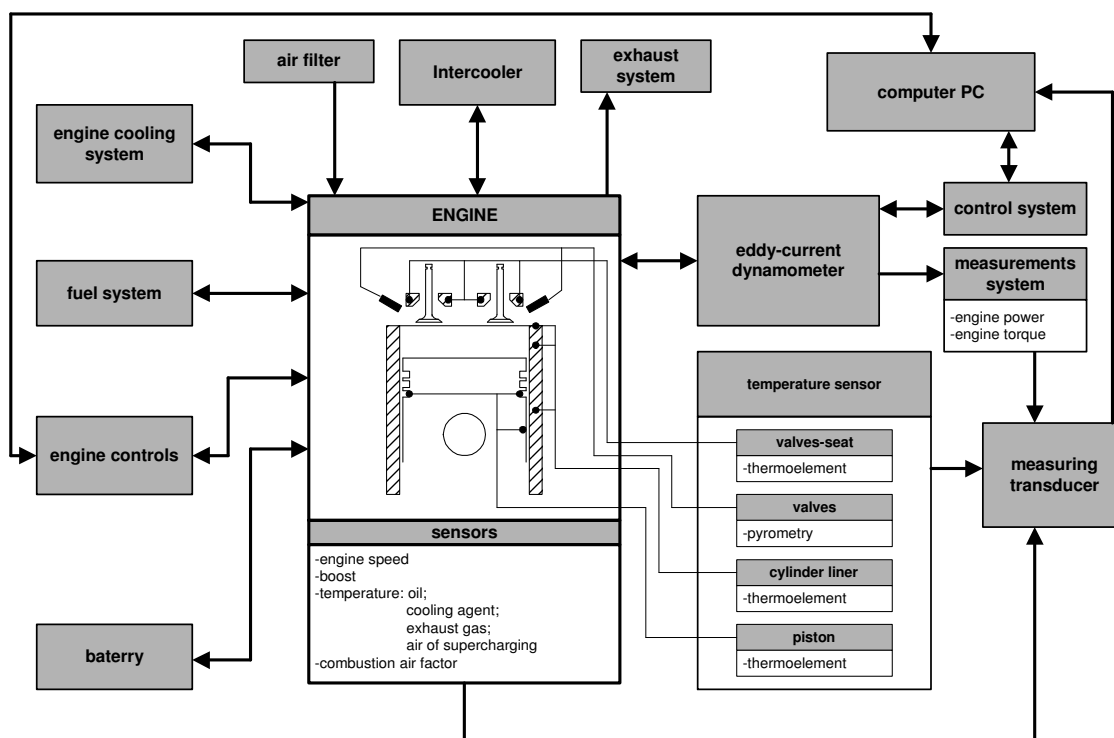 air filter
Intercooler
exhaust
system
computer PC
engine cooling
system
ENGINE
control system
eddy-current
dynamometer
measurements
system
-engine power
-engine torque
fuel system
temperature sensor
valves-seat
-thermoelement
engine controls
measuring
transducer
valves
-pyrometry
sensors
-engine speed
-boost
-temperature: oil;
cooling agent;
exhaust gas;
air of supercharging
-combustion air factor
cylinder liner
-thermoelement
baterry
piston
-thermoelement